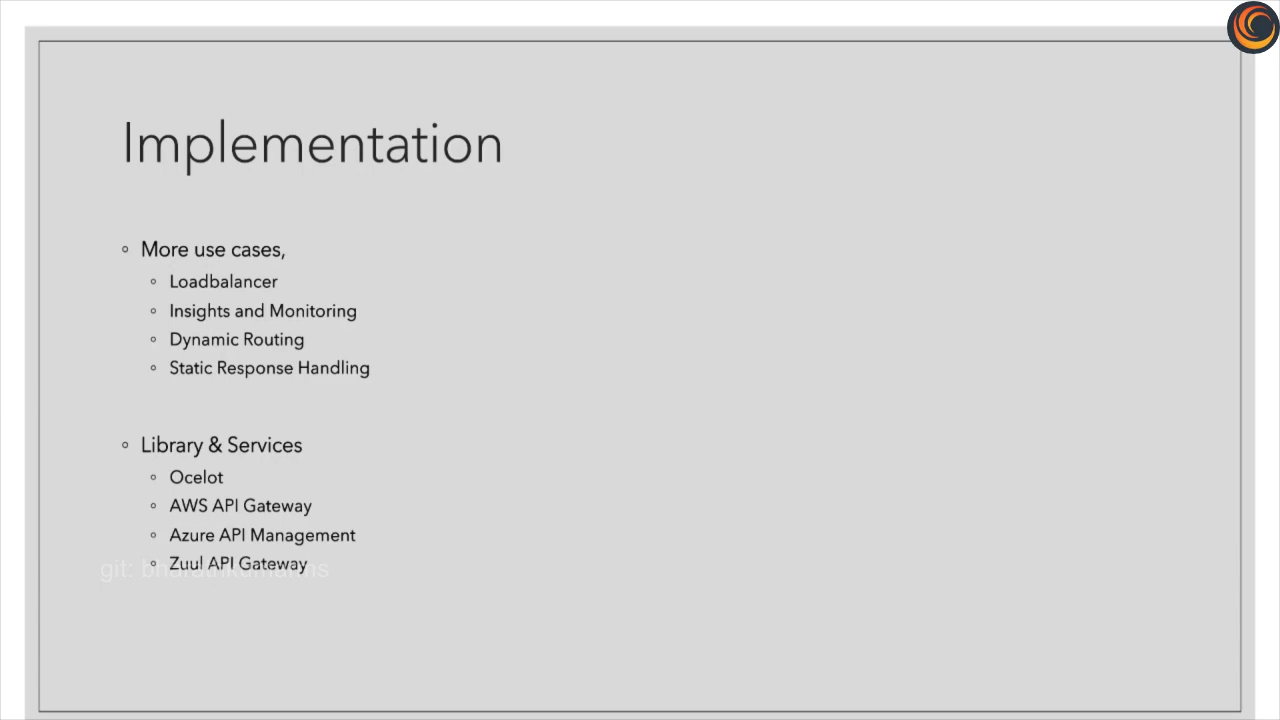 Implementation
◦ More use cases,
◦ Loadbalancer
◦ Insights and Monitoring
◦ Dynamic Routing
◦ Static Response Handling
◦ Library & Services
◦ Ocelot
◦ AWS API Gateway
◦ Azure API Management
◦ Zuul API Gateway
git: